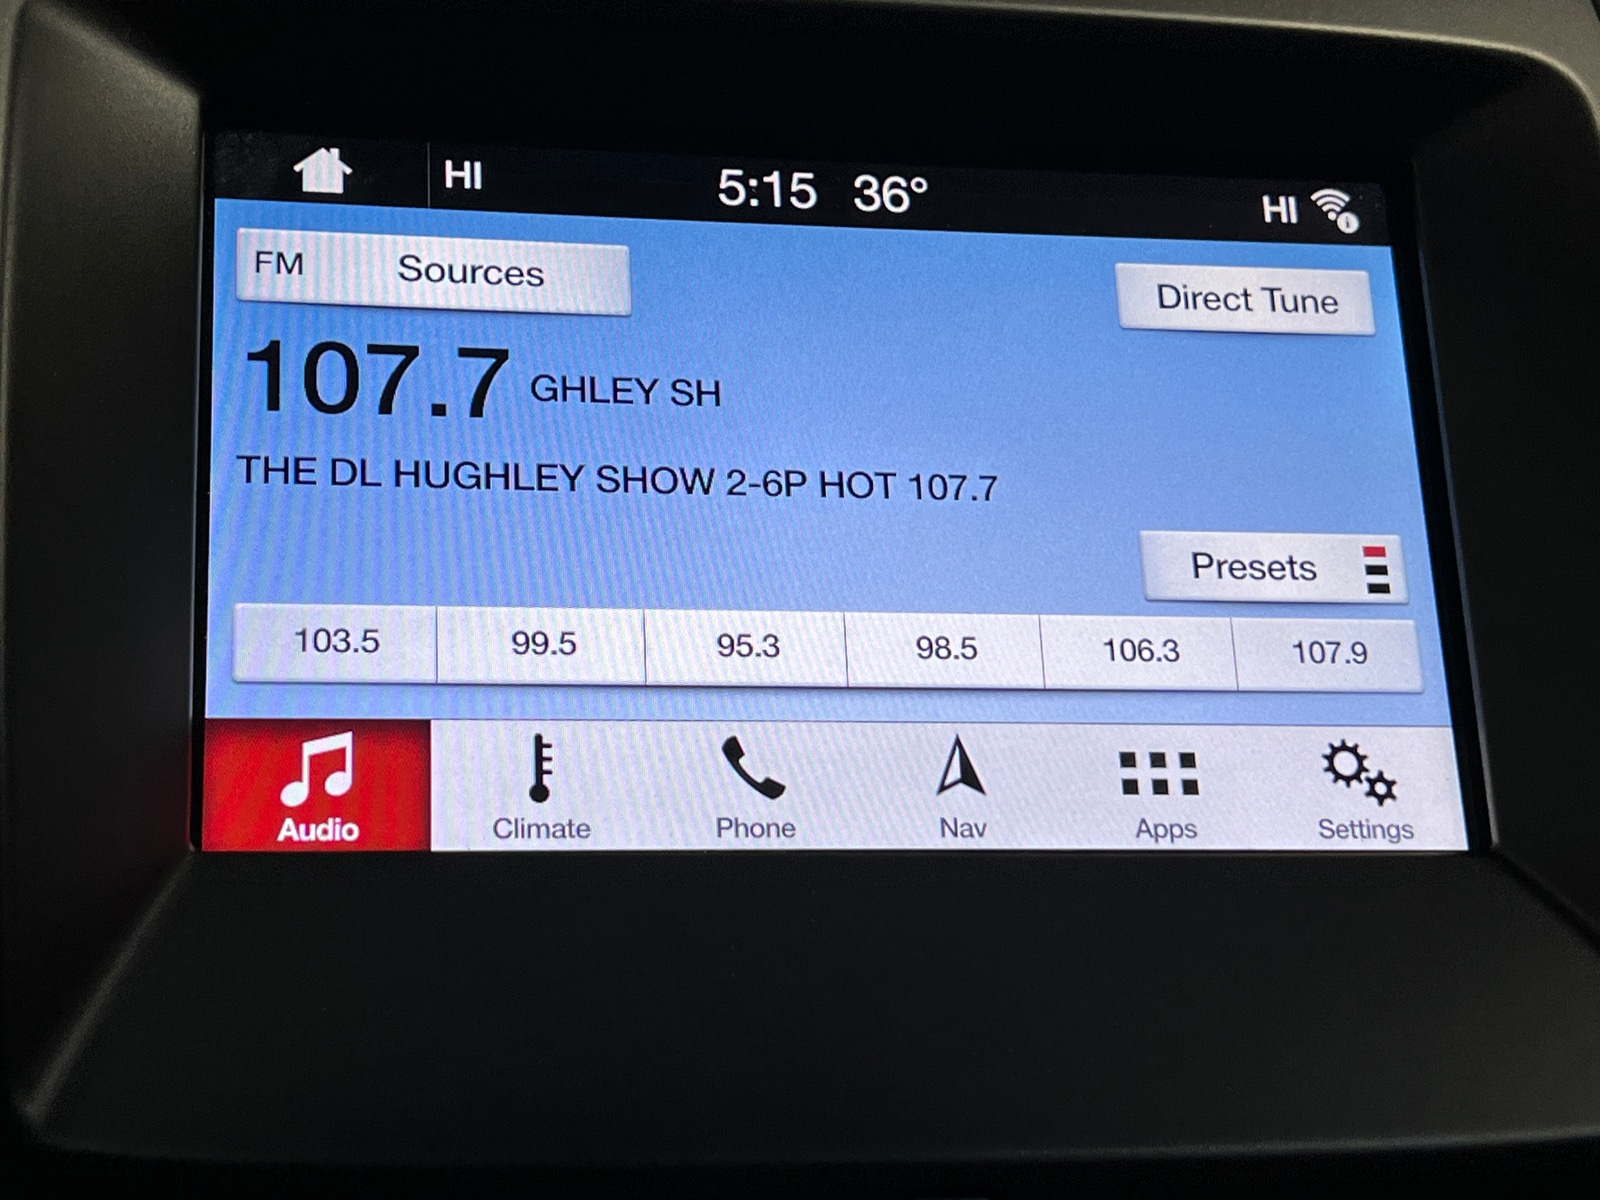 HI 5:15 36° HI
FM Sources Direct Tune
107.7 GHLEY SH
THE DL HUGHLEY SHOW 2-6P HOT 107.7
Presets
103.5 99.5 95.3 98.5 106.3 107.9
Audio Climate Phone Nav Apps Settings